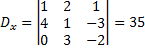 Dₓ = |1 2 1|
|4 1 -3| = 35
|0 3 -2|